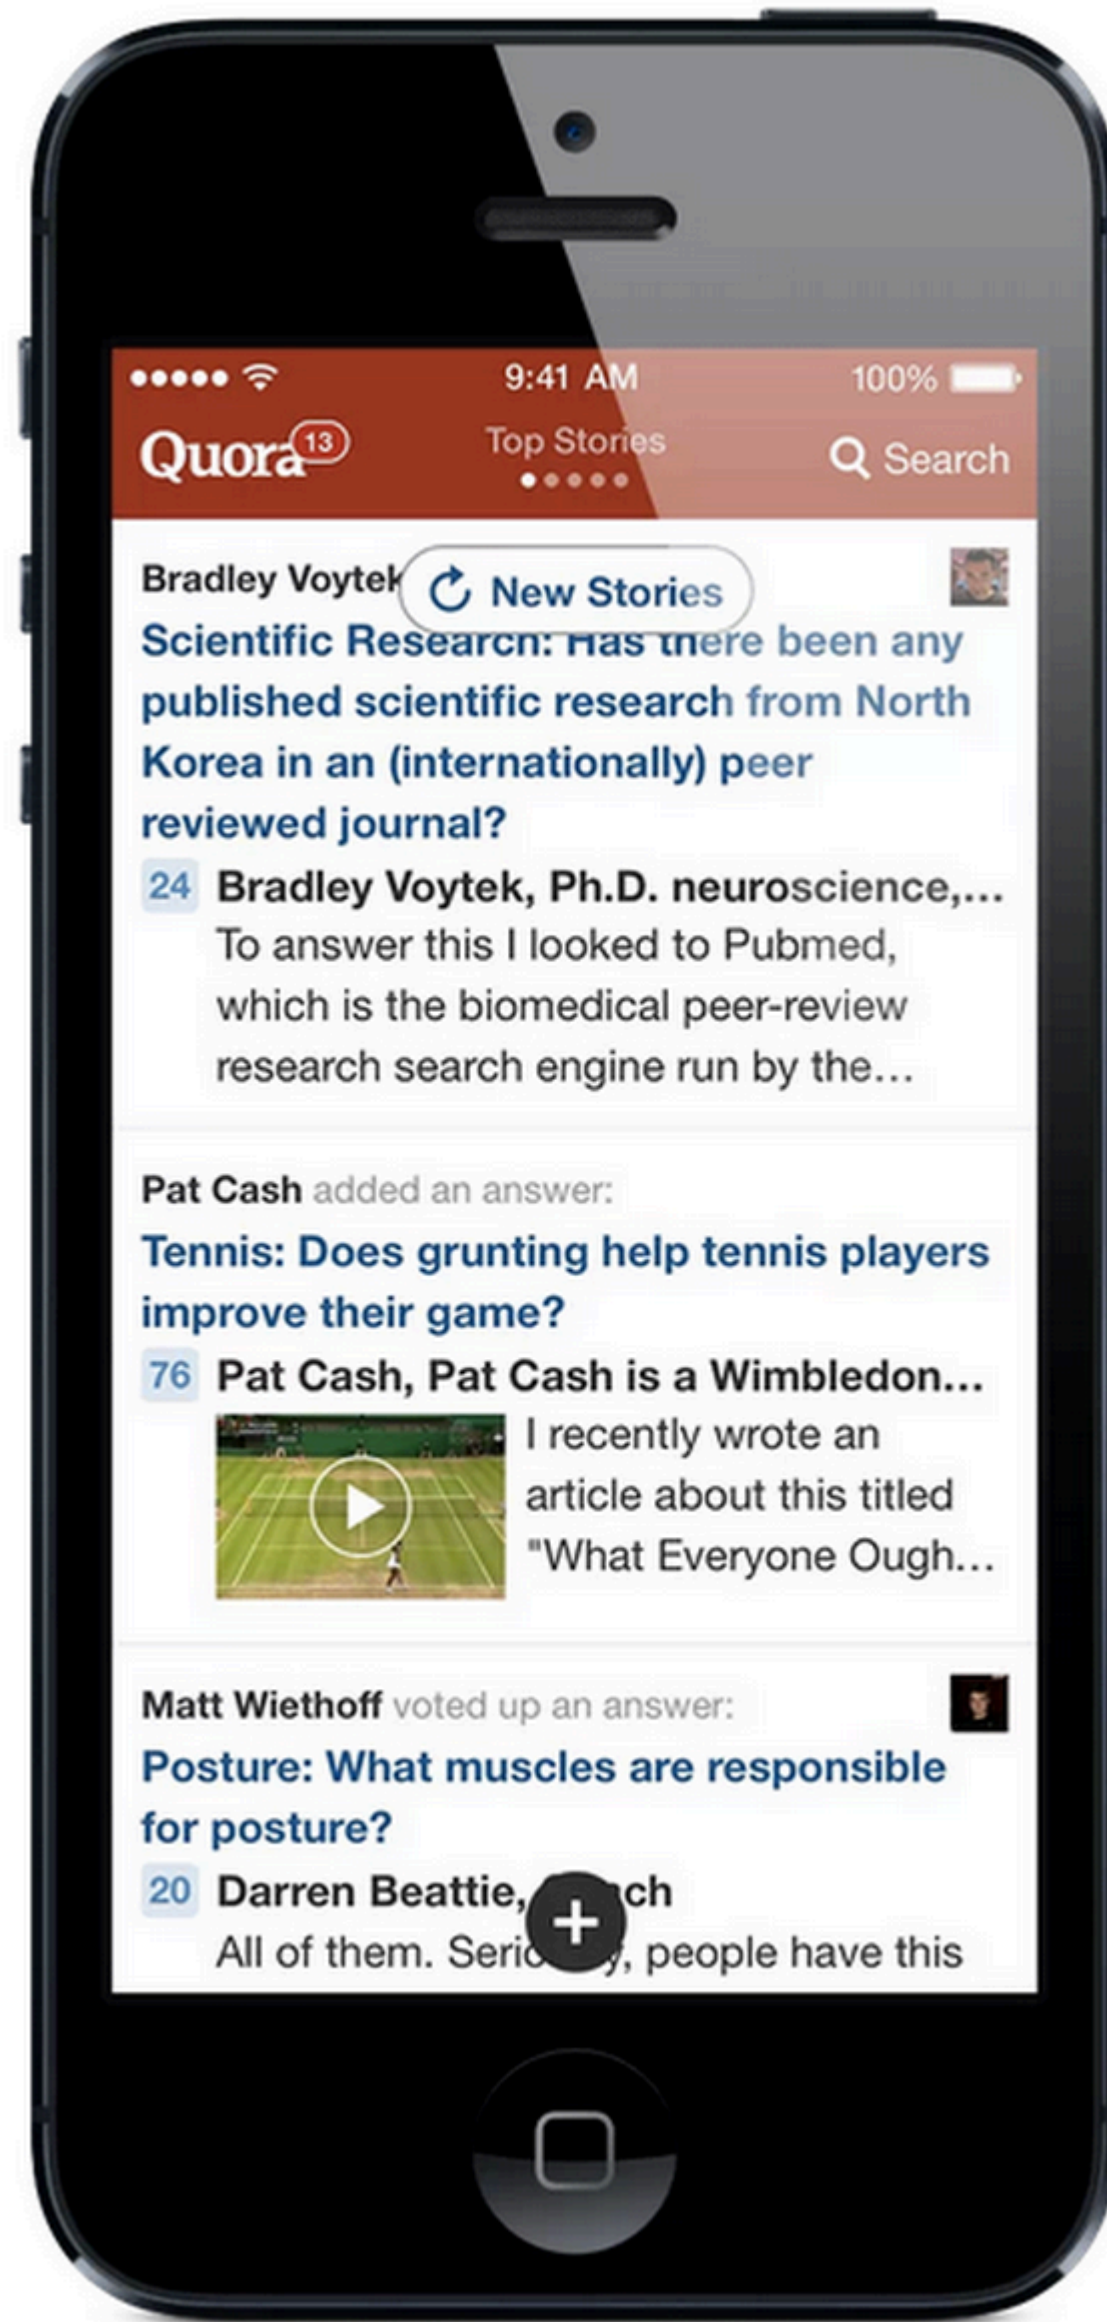 9:41 AM
100%
Quora 13
Top Stories
Search
Bradley Voytek
New Stories
Scientific Research: Has there been any
published scientific research from North
Korea in an (internationally) peer
reviewed journal?
24 Bradley Voytek, Ph.D. neuroscience,...
To answer this I looked to Pubmed,
which is the biomedical peer-review
research search engine run by the...
Pat Cash added an answer:
Tennis: Does grunting help tennis players
improve their game?
76 Pat Cash, Pat Cash is a Wimbledon...
I recently wrote an
article about this titled
"What Everyone Ough...
Matt Wiethoff voted up an answer:
Posture: What muscles are responsible
for posture?
20 Darren Beattie,
All of them. , people have this